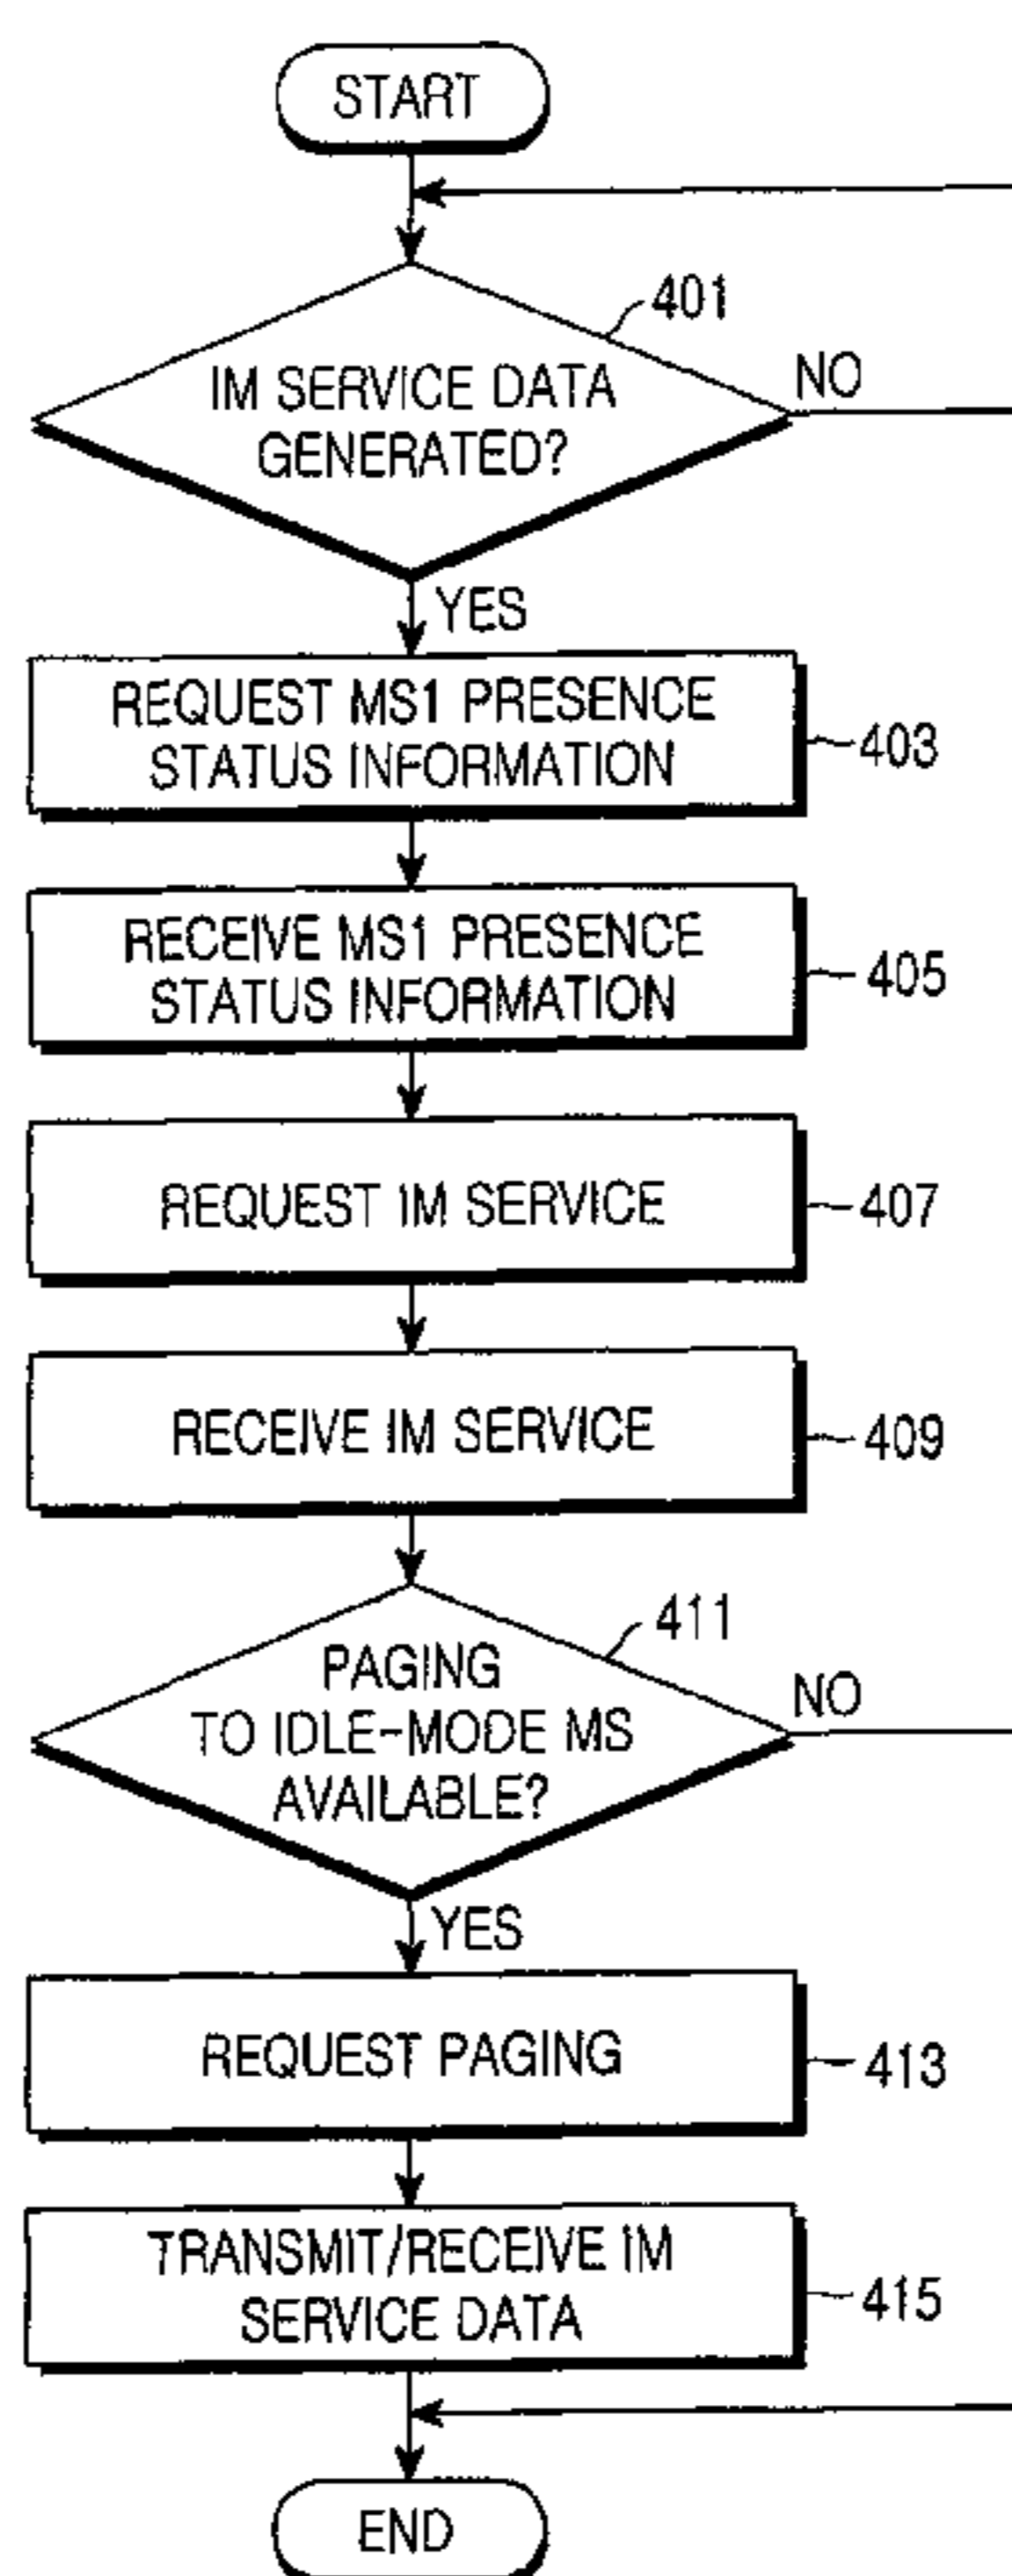 START
401
IM SERVICE DATA
GENERATED?
NO
YES
REQUEST MS1 PRESENCE
STATUS INFORMATION
403
RECEIVE MS1 PRESENCE
STATUS INFORMATION
405
REQUEST IM SERVICE
407
RECEIVE IM SERVICE
409
411
PAGING
TO IDLE-MODE MS
AVAILABLE?
NO
YES
REQUEST PAGING
413
TRANSMIT/RECEIVE IM
SERVICE DATA
415
END